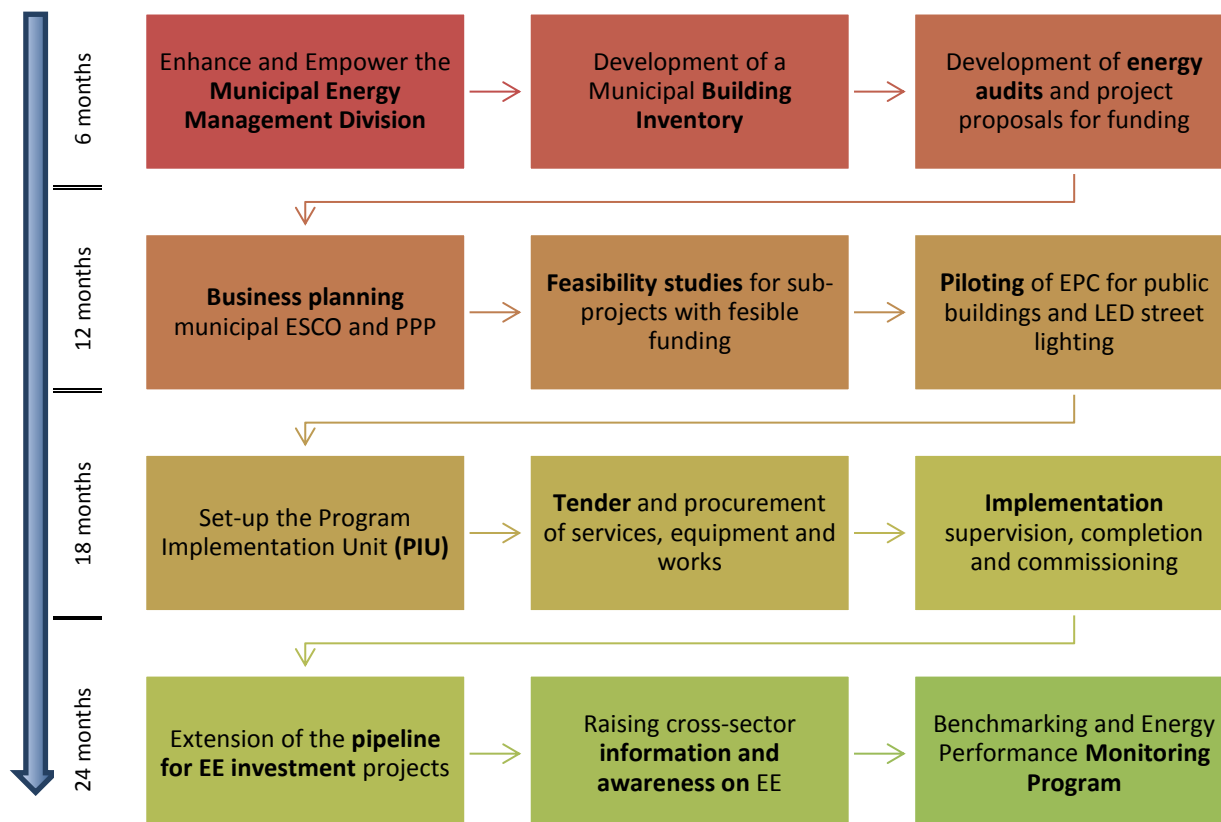 6 months
Enhance and Empower the
Municipal Energy
Management Division
Development of a
Municipal Building
Inventory
Development of energy
audits and project
proposals for funding
12 months
Business planning
municipal ESCO and PPP
Feasibility studies for sub-
projects with fesible
funding
Piloting of EPC for public
buildings and LED street
lighting
18 months
Set-up the Program
Implementation Unit (PIU)
Tender and procurement
of services, equipment and
works
Implementation
supervision, completion
and commissioning
24 months
Extension of the pipeline
for EE investment projects
Raising cross-sector
information and
awareness on EE
Benchmarking and Energy
Performance Monitoring
Program